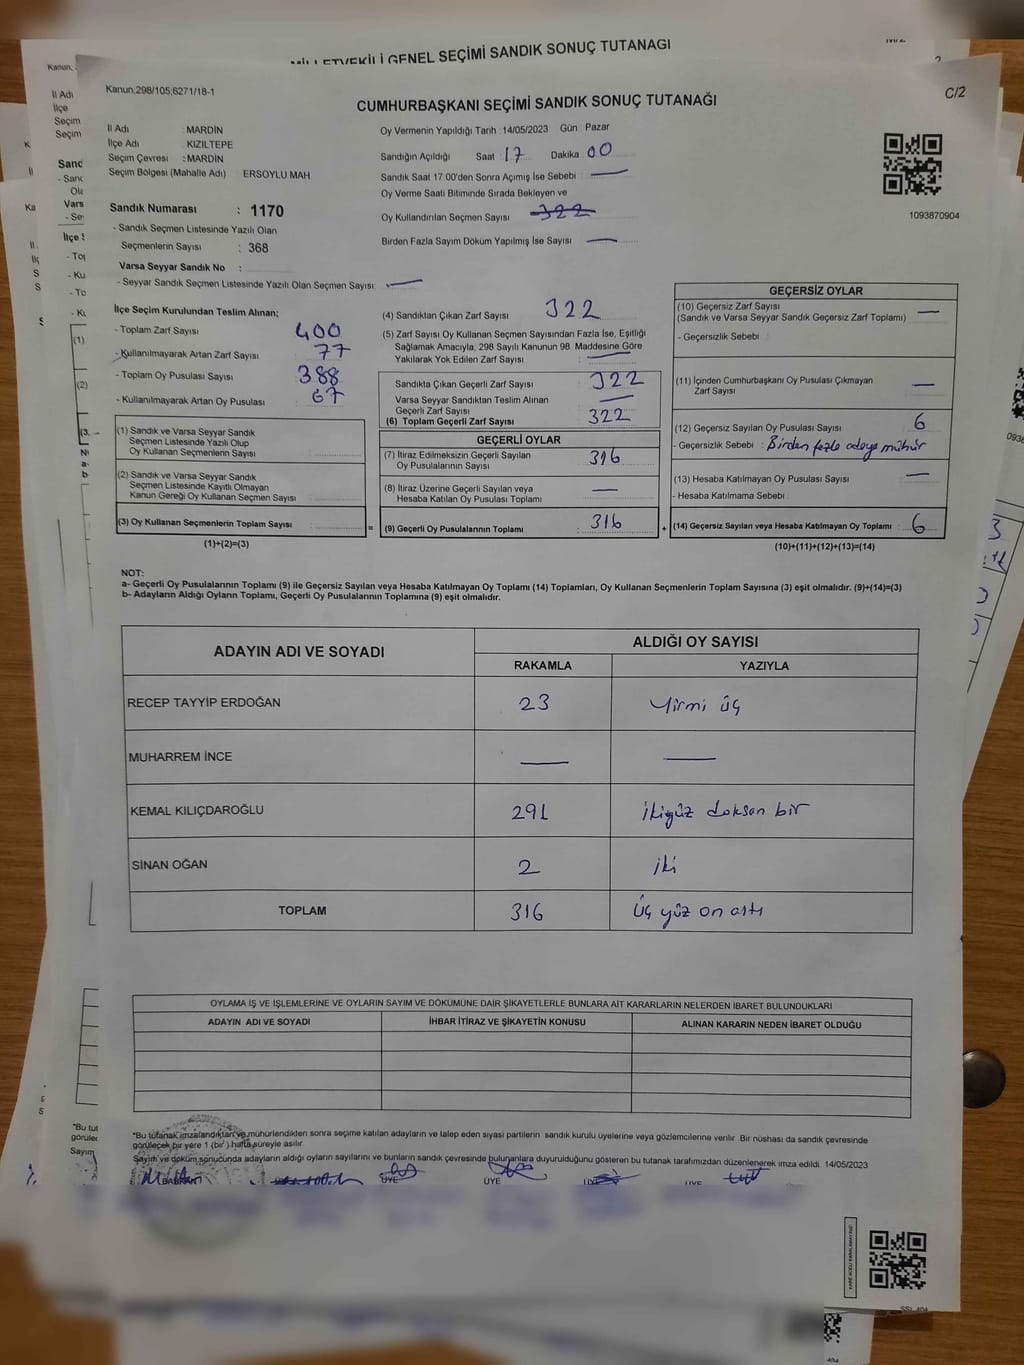 MİLLETVEKİLİ GENEL SEÇİMİ SANDIK SONUÇ TUTANAĞI
Kanun,298/105,6271/18-1
C/2
CUMHURBAŞKANI SEÇİMİ SANDIK SONUÇ TUTANAĞI
İl Adı : MARDİN
İlçe Adı KIZILTEPE
Seçim Çevresi : MARDİN
Seçim Bölgesi (Mahalle Adı) ERSOYLU MAH
Sandık Numarası : 1170
- Sandık Seçmen Listesinde Yazılı Olan
Seçmenlerin Sayısı : 368
Varsa Seyyar Sandık No :
- Seyyar Sandık Seçmen Listesinde Yazılı Olan Seçmen Sayısı: —
Oy Vermenin Yapıldığı Tarih : 14/05/2023 Gün Pazar
Sandığın Açıldığı Saat 17 Dakika 00
Sandık Saat 17:00'den Sonra Açımış İse Sebebi —
Oy Verme Saati Bitiminde Sırada Bekleyen ve
Oy Kullandırılan Seçmen Sayısı 322
Birden Fazla Sayım Döküm Yapılmış İse Sayısı —
1093870904
İlçe Seçim Kurulundan Teslim Alınan;
- Toplam Zarf Sayısı 400
- Kullanılmayarak Artan Zarf Sayısı 77
- Toplam Oy Pusulası Sayısı 388
- Kullanılmayarak Artan Oy Pusulası 67
(1) Sandık ve Varsa Seyyar Sandık
Seçmen Listesinde Yazılı Olup
Oy Kullanan Seçmenlerin Sayısı
(2) Sandık ve Varsa Seyyar Sandık
Seçmen Listesinde Kayıtlı Olmayan
Kanun Gereği Oy Kullanan Seçmen Sayısı
(3) Oy Kullanan Seçmenlerin Toplam Sayısı =
(1)+(2)=(3)
(4) Sandıktan Çıkan Zarf Sayısı 322
(5) Zarf Sayısı Oy Kullanan Seçmen Sayısından Fazla İse, Eşitliği
Sağlamak Amacıyla, 298 Sayılı Kanunun 98. Maddesine Göre
Yakılarak Yok Edilen Zarf Sayısı —
Sandıkta Çıkan Geçerli Zarf Sayısı 322
Varsa Seyyar Sandıktan Teslim Alınan
Geçerli Zarf Sayısı —
(6) Toplam Geçerli Zarf Sayısı 322
GEÇERLİ OYLAR
(7) İtiraz Edilmeksizin Geçerli Sayılan
Oy Pusulalarının Sayısı 316
(8) İtiraz Üzerine Geçerli Sayılan veya
Hesaba Katılan Oy Pusulası Toplamı —
(9) Geçerli Oy Pusulalarının Toplamı 316 +
GEÇERSİZ OYLAR
(10) Geçersiz Zarf Sayısı
(Sandık ve Varsa Seyyar Sandık Geçersiz Zarf Toplamı) —
- Geçersizlik Sebebi
(11) İçinden Cumhurbaşkanı Oy Pusulası Çıkmayan
Zarf Sayısı —
(12) Geçersiz Sayılan Oy Pusulası Sayısı 6
- Geçersizlik Sebebi : Birden fazla adaya mühür
(13) Hesaba Katılmayan Oy Pusulası Sayısı —
- Hesaba Katılmama Sebebi
(14) Geçersiz Sayılan veya Hesaba Katılmayan Oy Toplamı : 6
(10)+(11)+(12)+(13)=(14)
NOT:
a- Geçerli Oy Pusulalarının Toplamı (9) ile Geçersiz Sayılan veya Hesaba Katılmayan Oy Toplamı (14) Toplamları, Oy Kullanan Seçmenlerin Toplam Sayısına (3) eşit olmalıdır. (9)+(14)=(3)
b- Adayların Aldığı Oyların Toplamı, Geçerli Oy Pusulalarının Toplamına (9) eşit olmalıdır.
ADAYIN ADI VE SOYADI ALDIĞI OY SAYISI
RAKAMLA YAZIYLA
RECEP TAYYİP ERDOĞAN 23 Yirmi üç
MUHARREM İNCE — —
KEMAL KILIÇDAROĞLU 291 ikiyüz doksan bir
SİNAN OĞAN 2 iki
TOPLAM 316 Üç yüz on altı
OYLAMA İŞ VE İŞLEMLERİNE VE OYLARIN SAYIM VE DÖKÜMÜNE DAİR ŞİKAYETLERLE BUNLARA AİT KARARLARIN NELERDEN İBARET BULUNDUKLARI
ADAYIN ADI VE SOYADI İHBAR İTİRAZ VE ŞİKAYETİN KONUSU ALINAN KARARIN NEDEN İBARET OLDUĞU
*Bu tutanak imzalandıktan ve mühürlendikten sonra seçime katılan adayların ve talep eden siyasi partilerin sandık kurulu üyelerine veya gözlemcilerine verilir. Bir nüshası da sandık çevresinde
görülecek bir yere 1 (bir) hafta süreyle asılır.
Sayım ve döküm sonucunda adayların aldığı oyların sayılarını ve bunların sandık çevresinde bulunanlara duyurulduğunu gösteren bu tutanak tarafımızdan düzenlenerek imza edildi. 14/05/2023
BAŞKAN ÜYE ÜYE ÜYE ÜYE